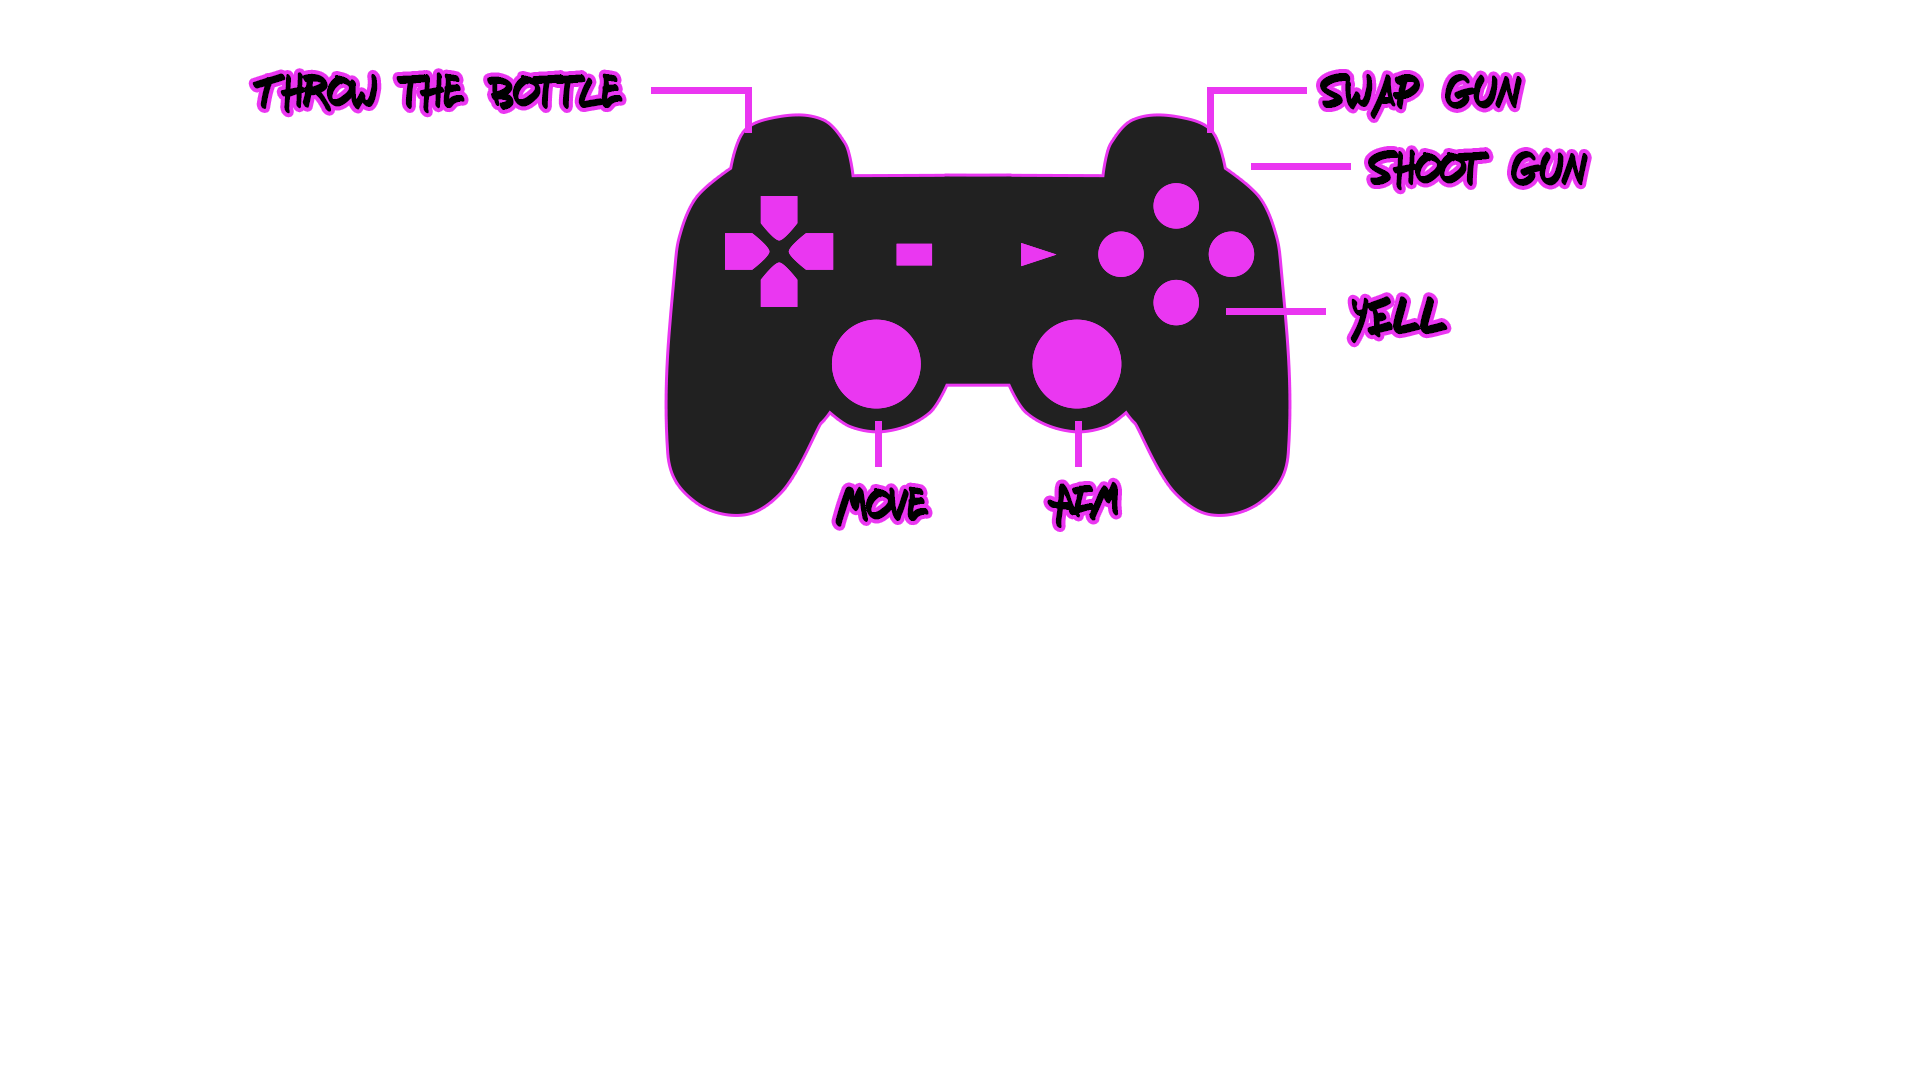 THROW THE BOTTLE
SWAP GUN
SHOOT GUN
YELL
MOVE
AIM